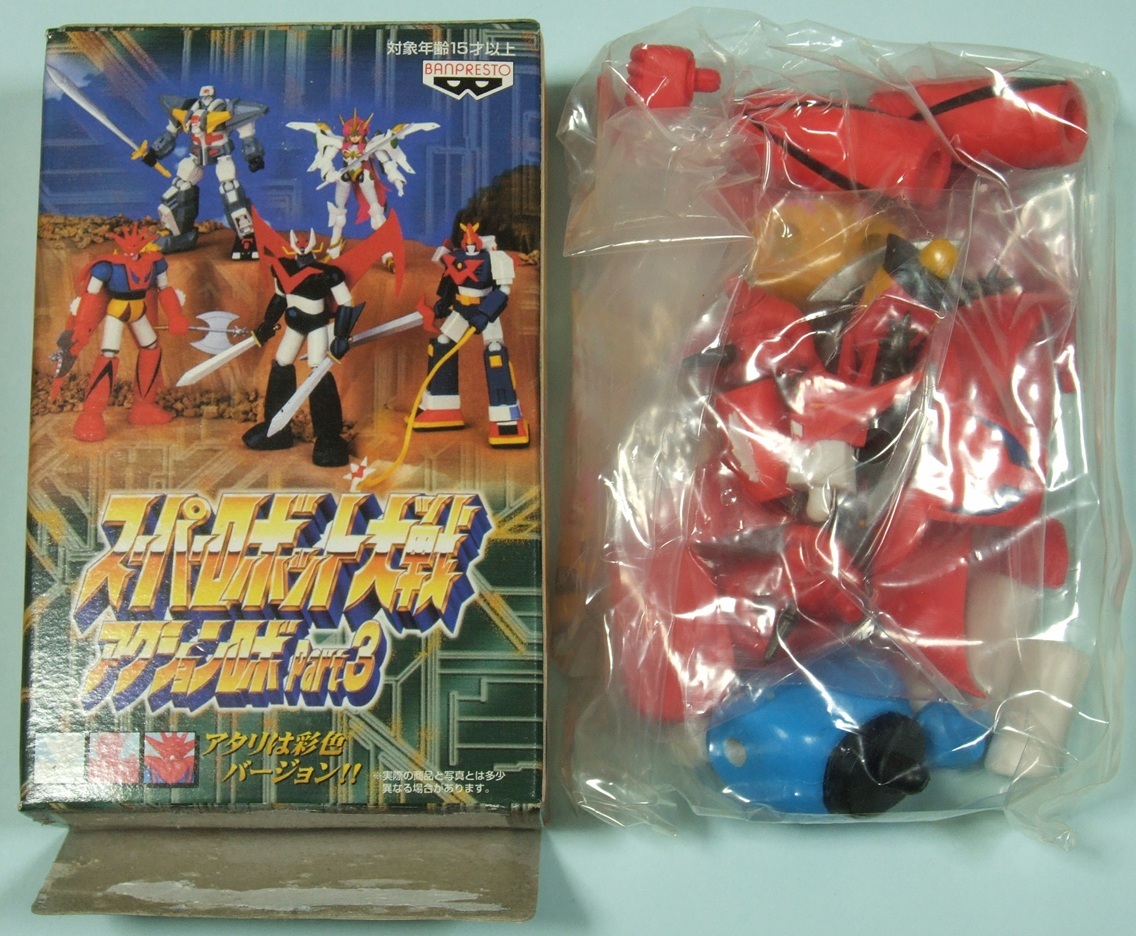 対象年齢15才以上
BANPRESTO
スーパーロボット大戦
アクションロボ Part.3
アタリは彩色
バージョン!!
※実際の商品と写真とは多少
異なる場合があります。